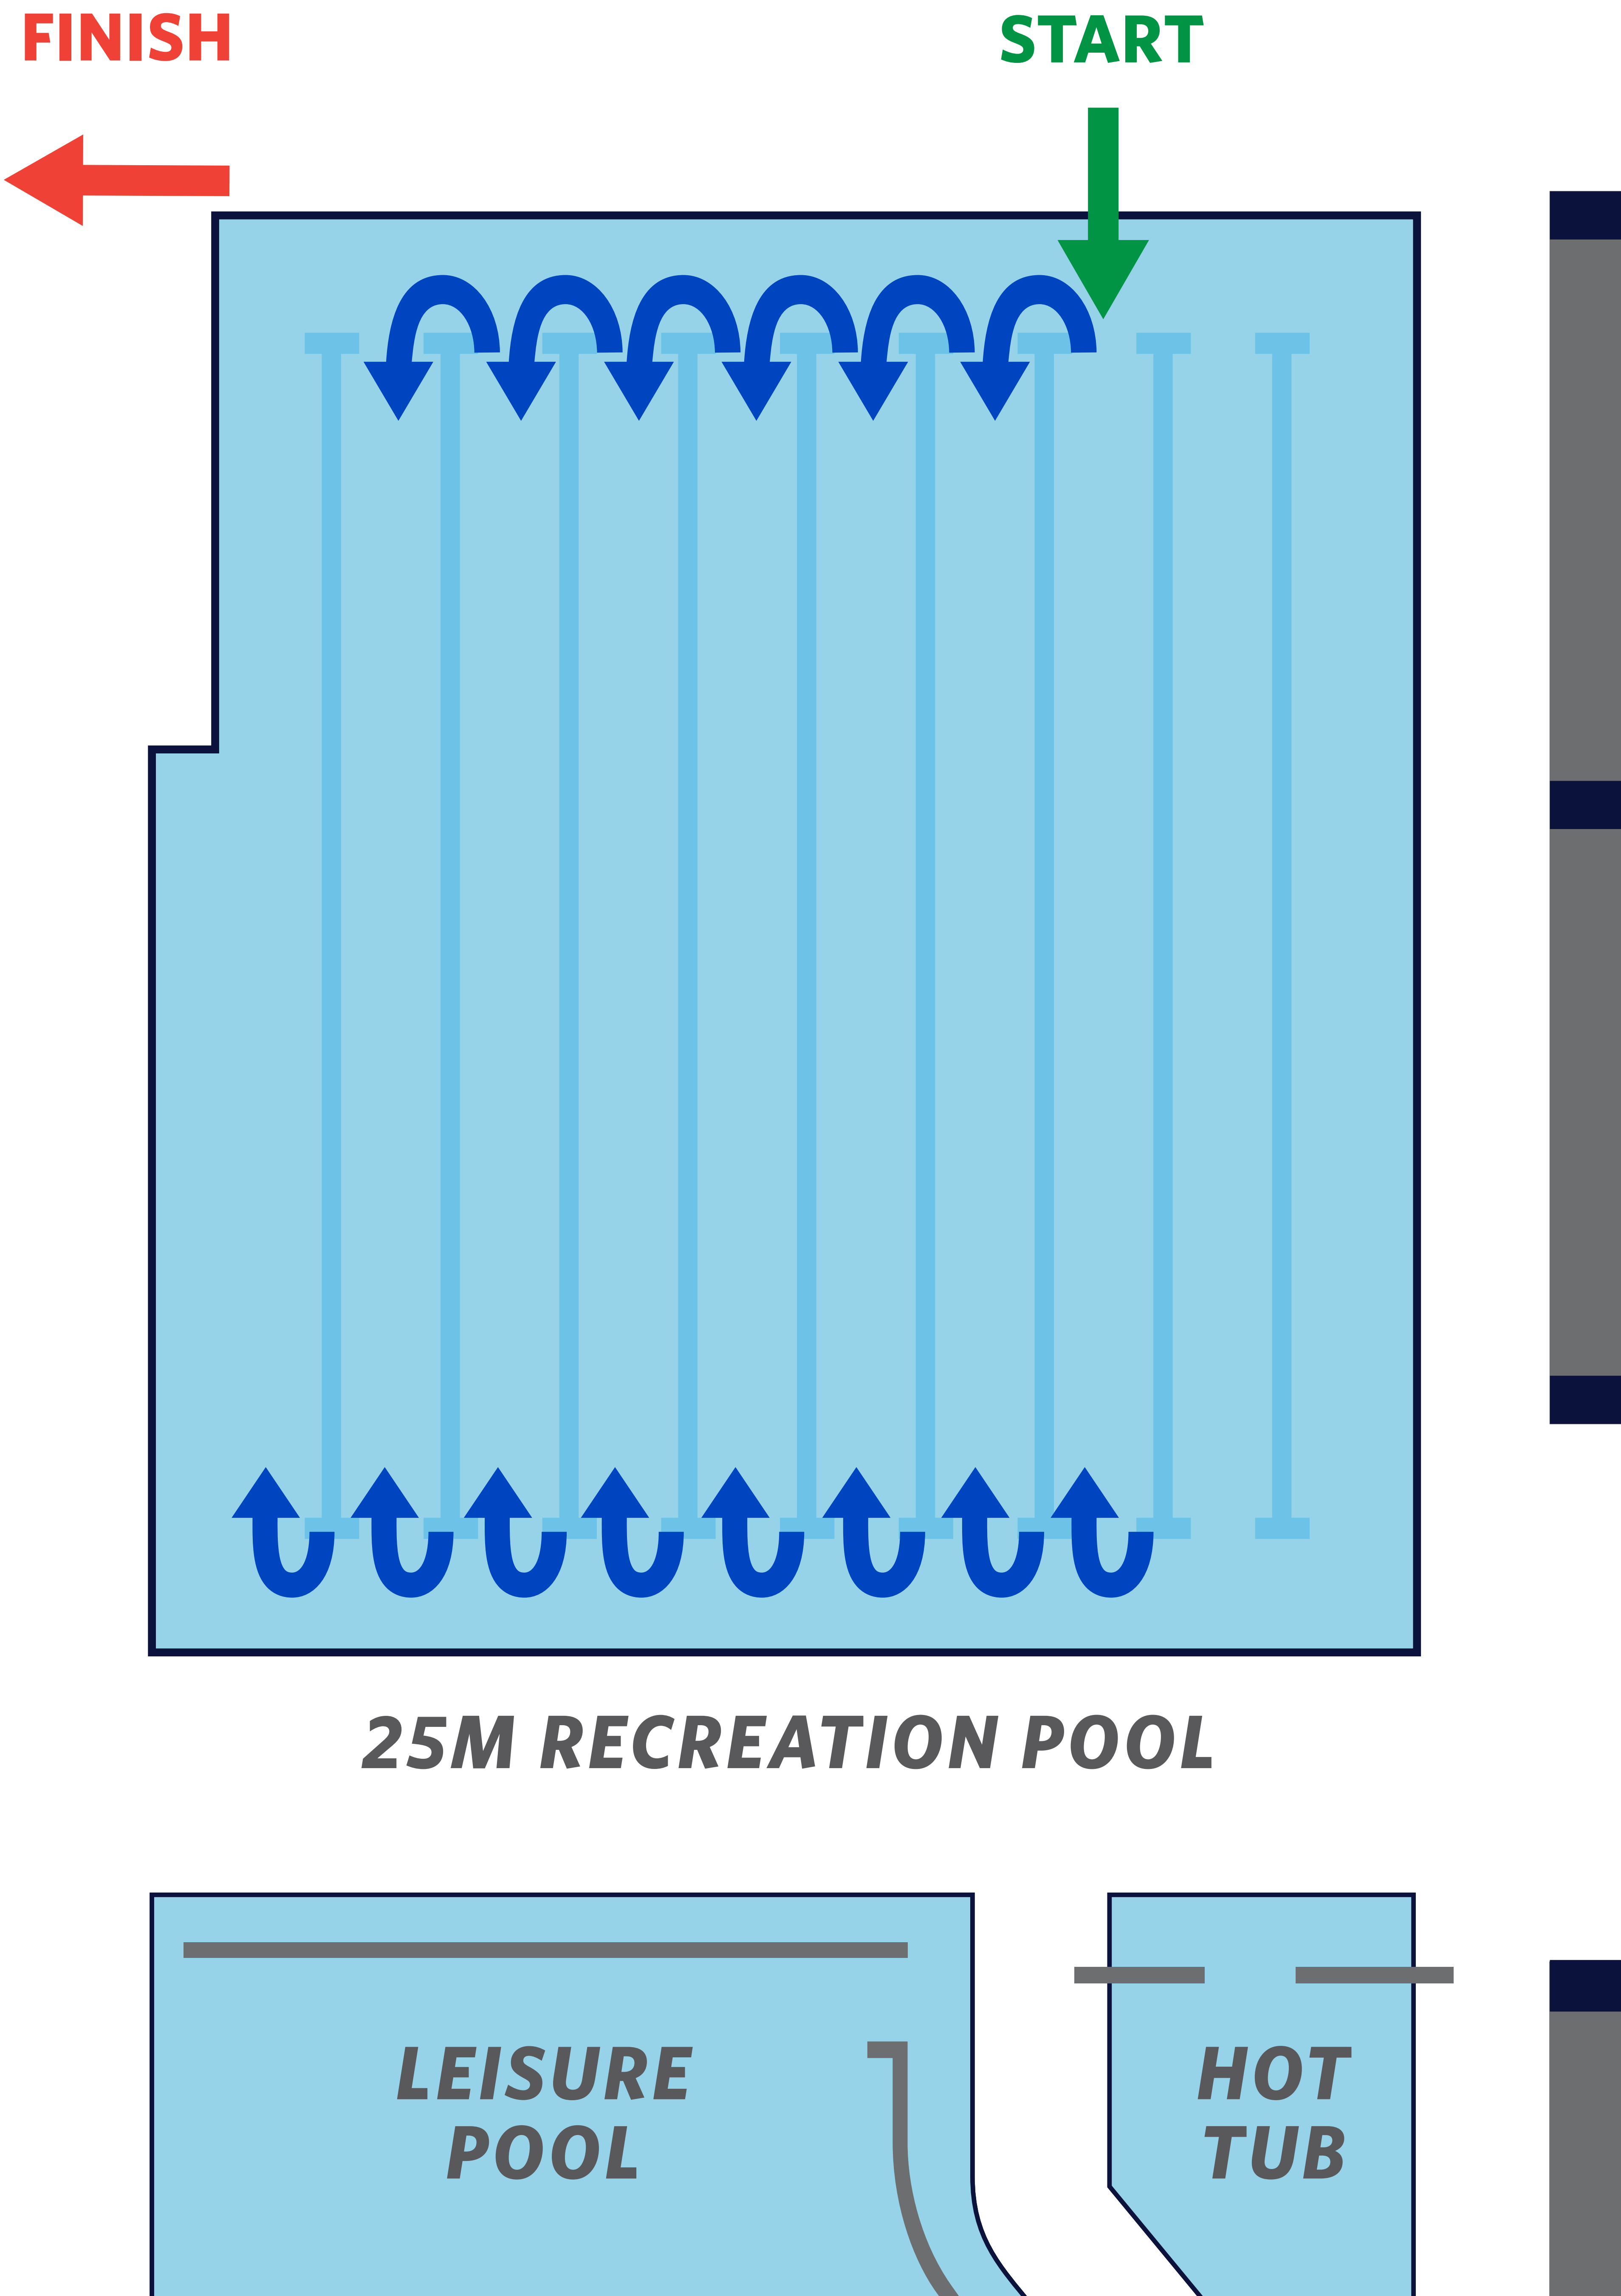 FINISH
START
25M RECREATION POOL
LEISURE
POOL
HOT
TUB